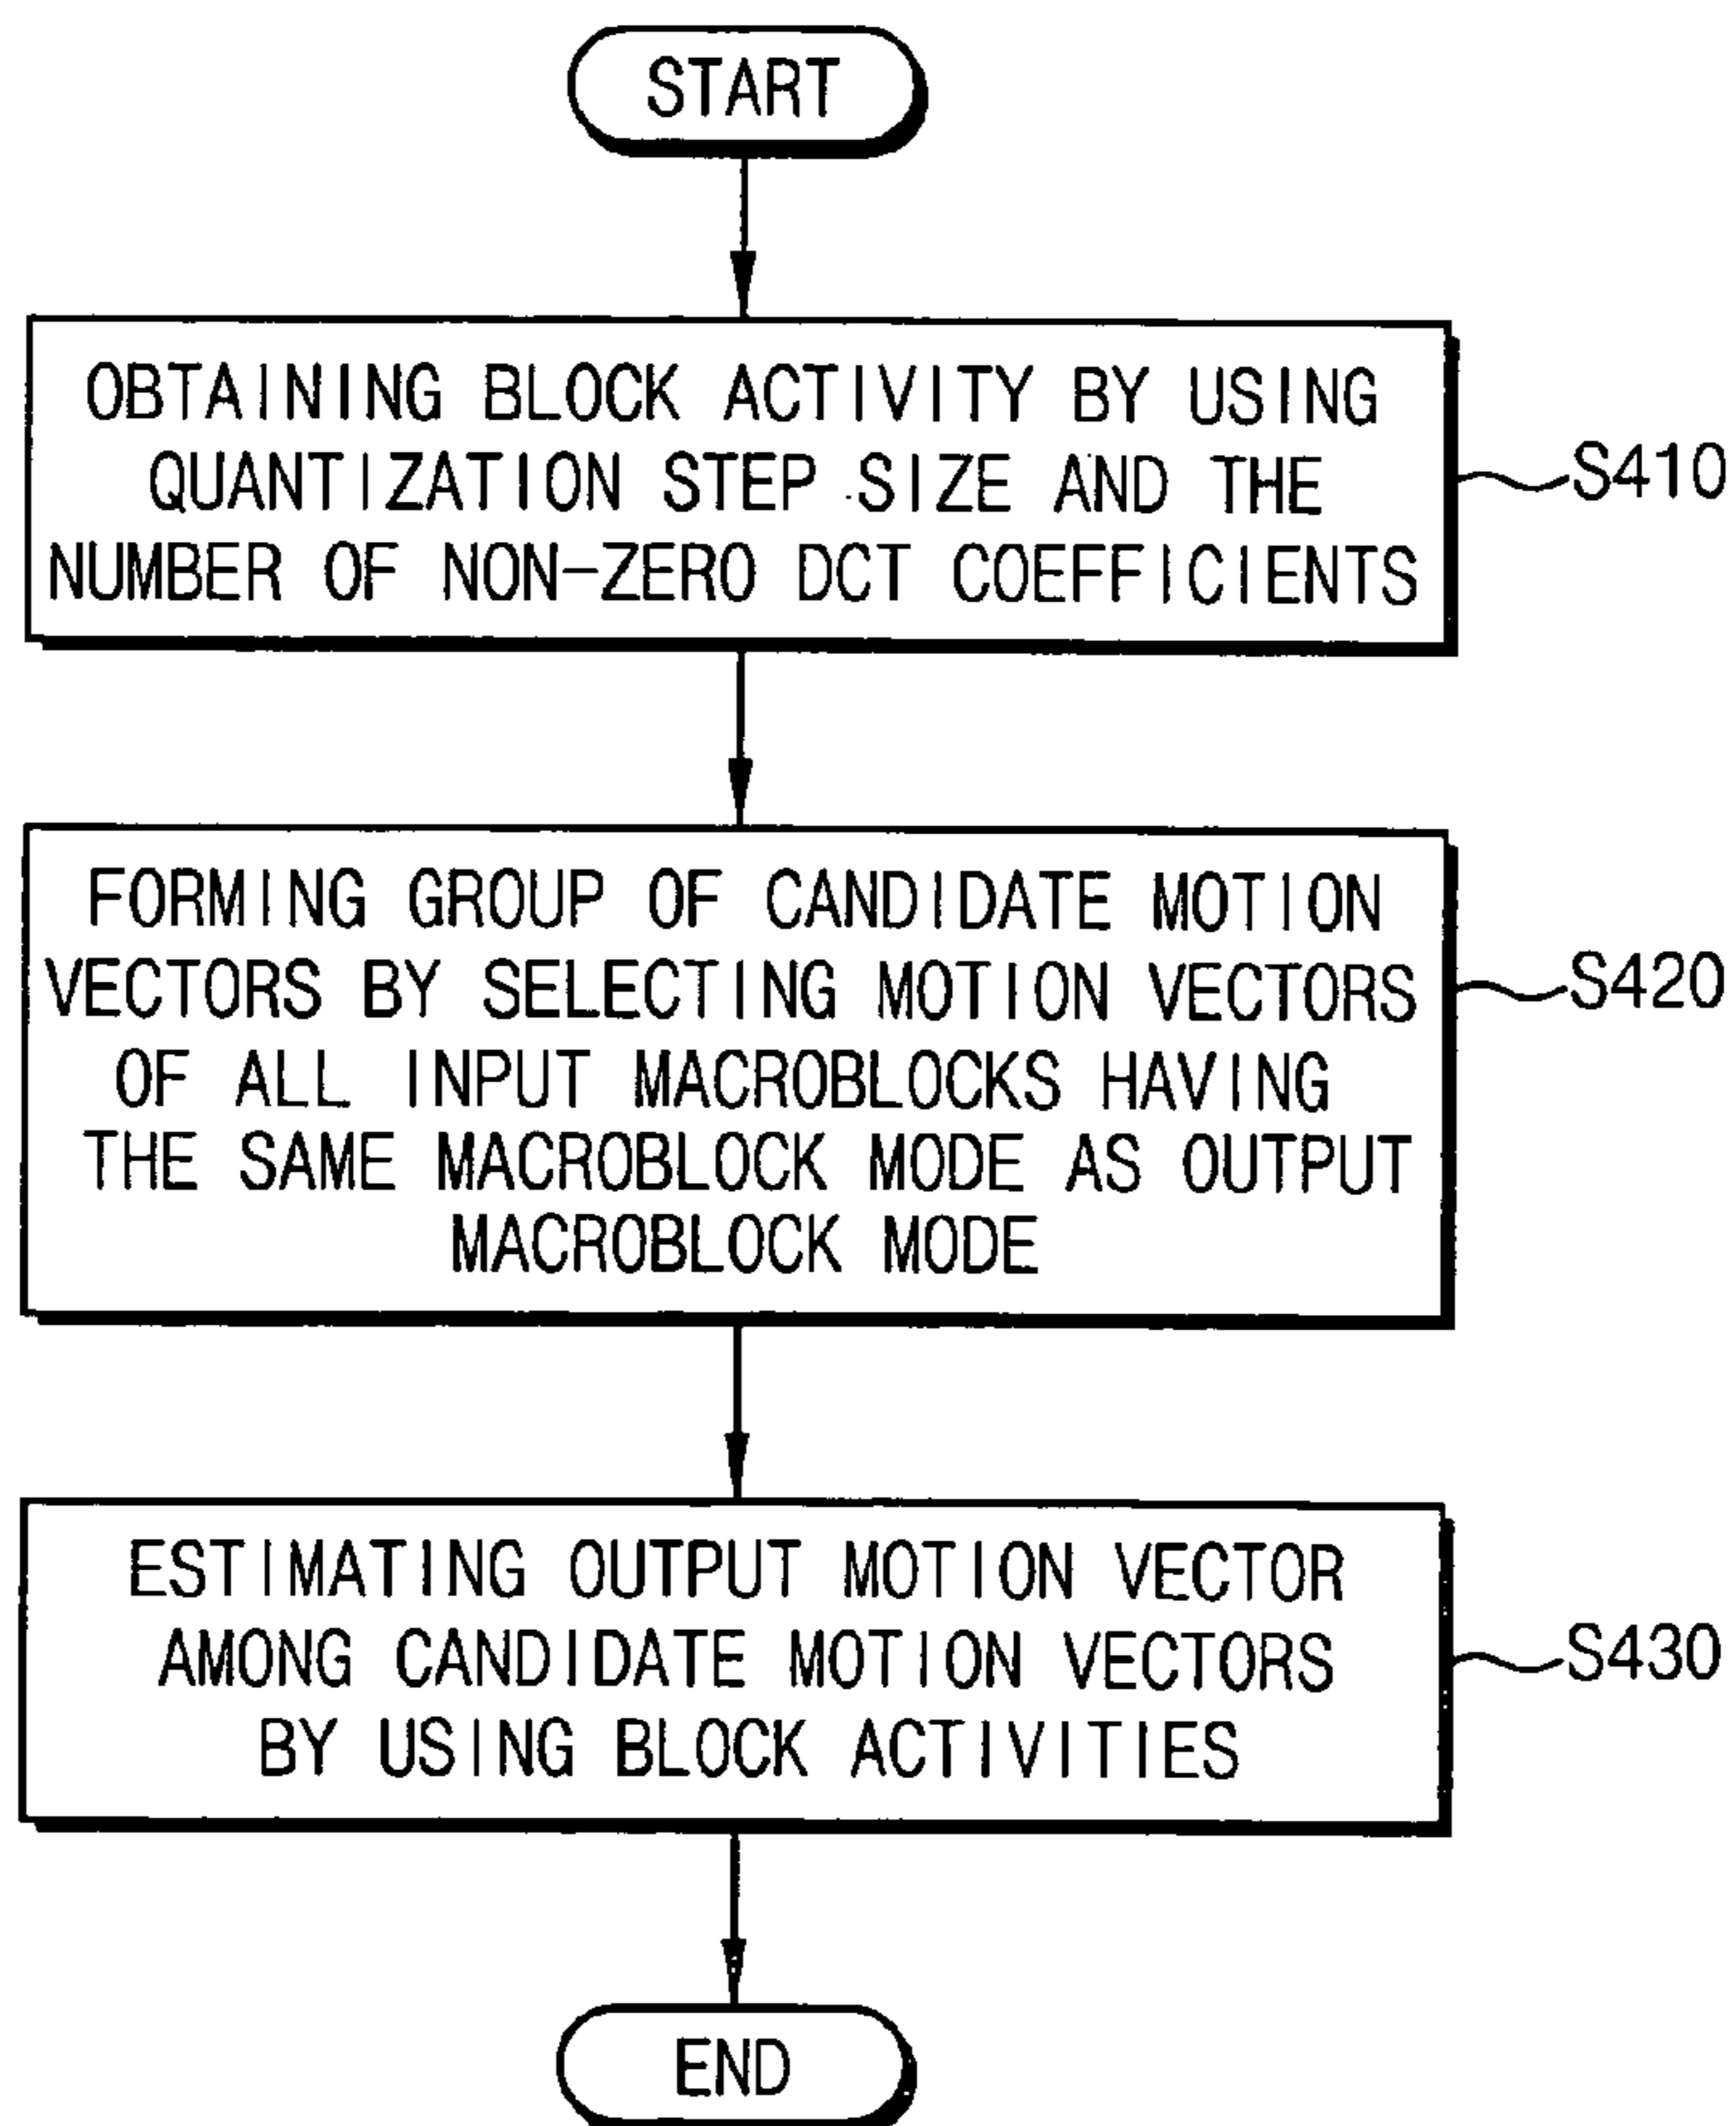 START
OBTAINING BLOCK ACTIVITY BY USING
QUANTIZATION STEP SIZE AND THE
NUMBER OF NON-ZERO DCT COEFFICIENTS
S410
FORMING GROUP OF CANDIDATE MOTION
VECTORS BY SELECTING MOTION VECTORS
OF ALL INPUT MACROBLOCKS HAVING
THE SAME MACROBLOCK MODE AS OUTPUT
MACROBLOCK MODE
S420
ESTIMATING OUTPUT MOTION VECTOR
AMONG CANDIDATE MOTION VECTORS
BY USING BLOCK ACTIVITIES
S430
END